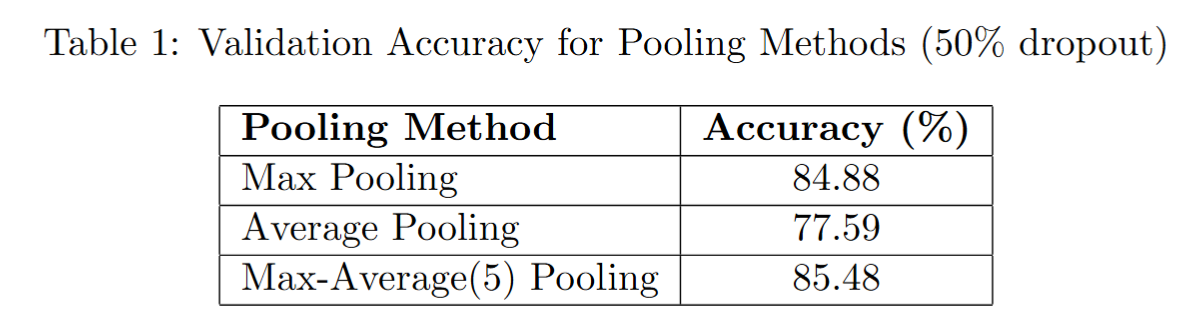 Table 1: Validation Accuracy for Pooling Methods (50% dropout)
Pooling Method Accuracy (%)
Max Pooling 84.88
Average Pooling 77.59
Max-Average(5) Pooling 85.48